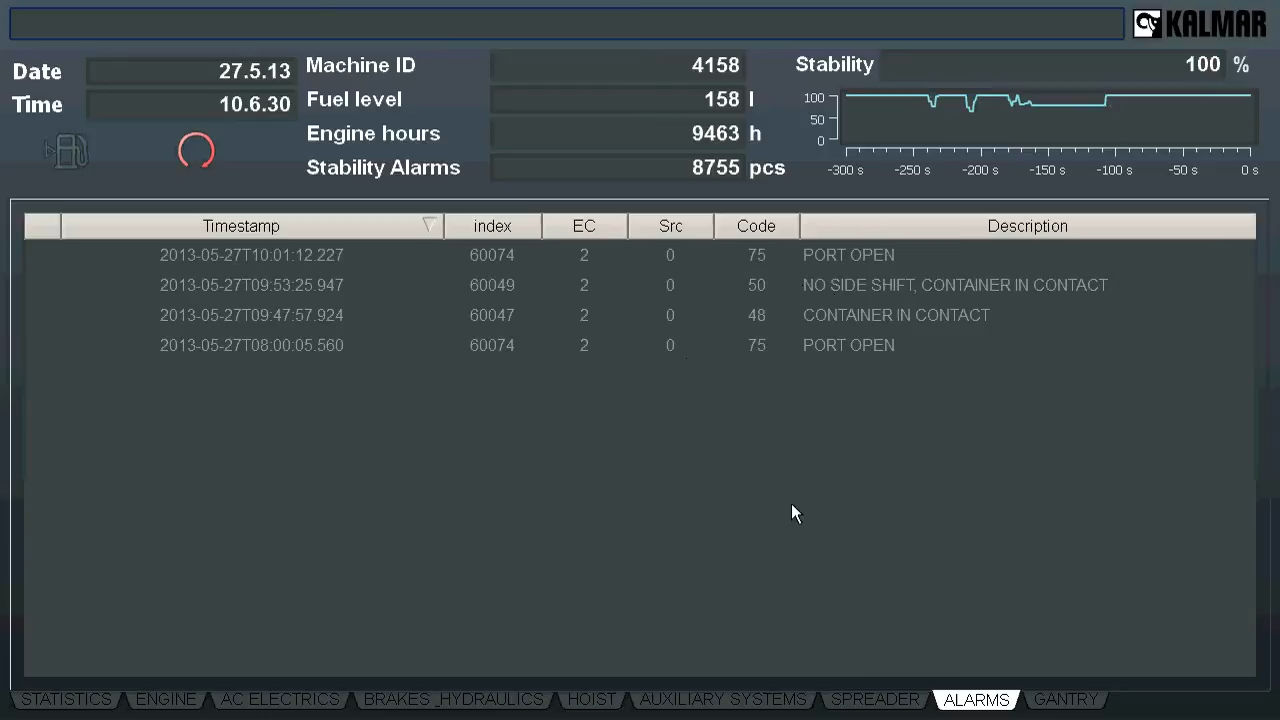 KALMAR
Date 27.5.13 Machine ID 4158 Stability 100 %
Time 10.6.30 Fuel level 158 l
Engine hours 9463 h
Stability Alarms 8755 pcs
100
50
0
-300 s -250 s -200 s -150 s -100 s -50 s 0 s
Timestamp index EC Src Code Description
2013-05-27T10:01:12.227 60074 2 0 75 PORT OPEN
2013-05-27T09:53:25.947 60049 2 0 50 NO SIDE SHIFT, CONTAINER IN CONTACT
2013-05-27T09:47:57.924 60047 2 0 48 CONTAINER IN CONTACT
2013-05-27T08:00:05.560 60074 2 0 75 PORT OPEN
STATISTICS ENGINE AC ELECTRICS BRAKES_HYDRAULICS HOIST AUXILIARY SYSTEMS SPREADER ALARMS GANTRY